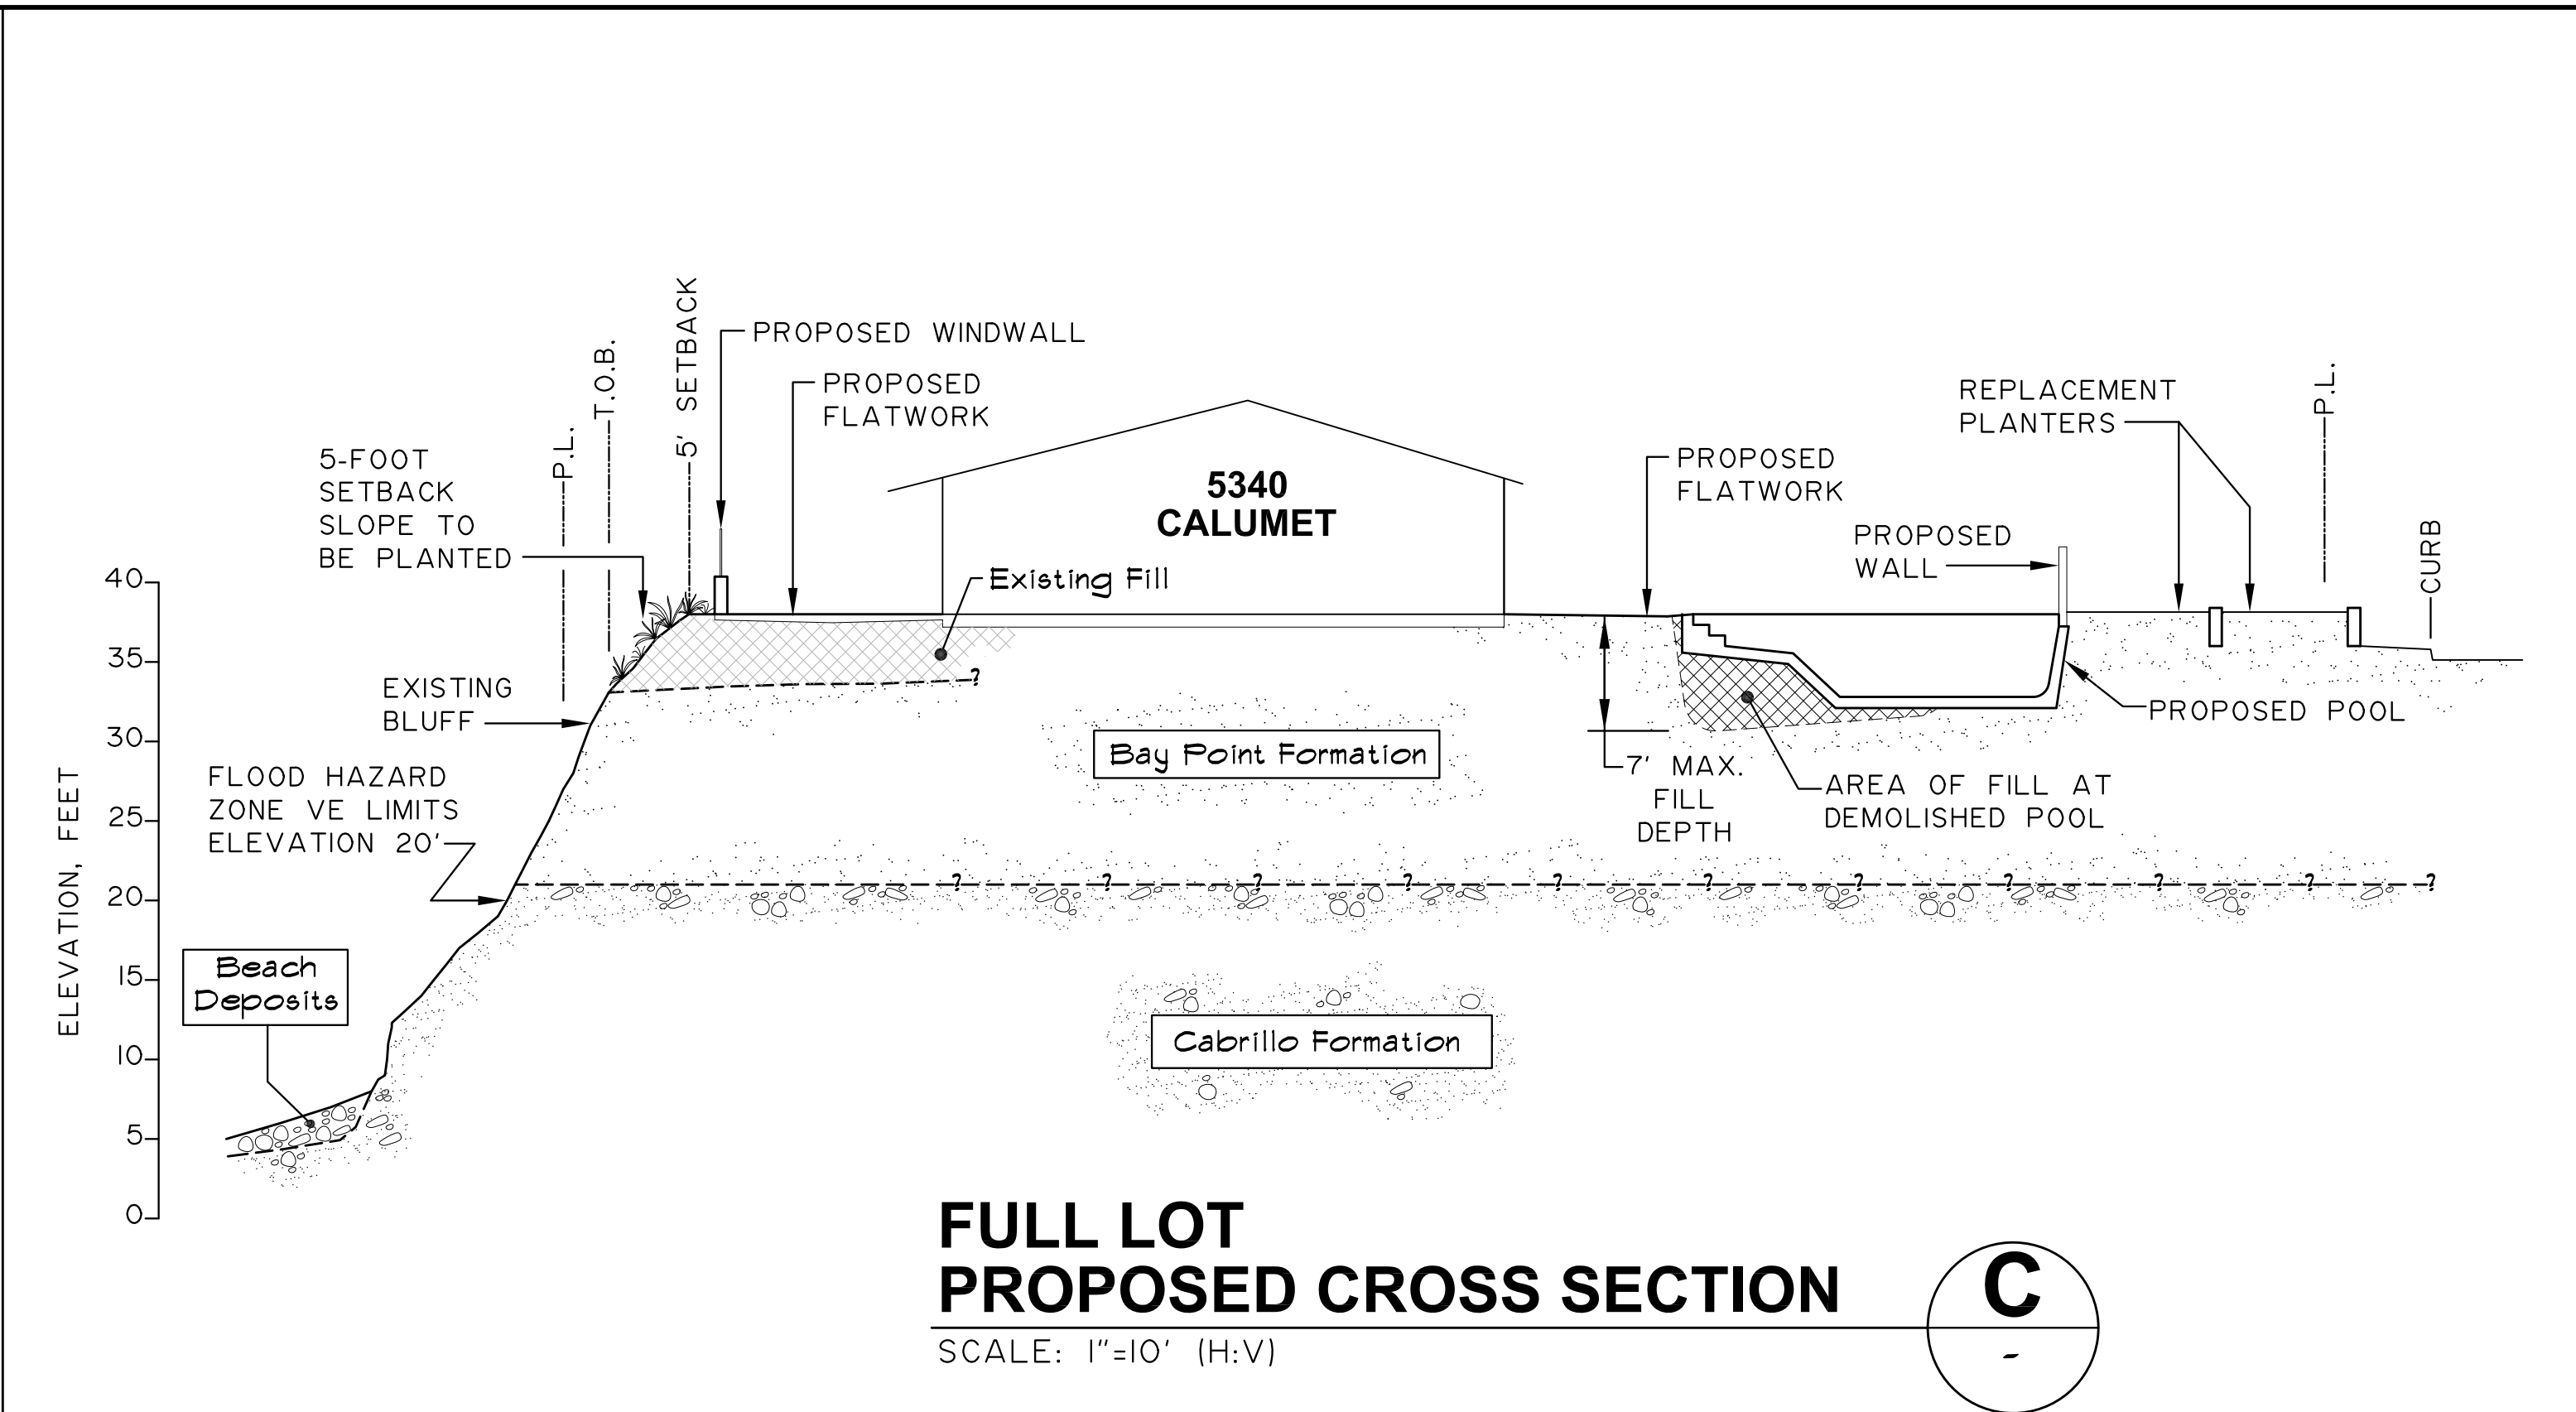 PROPOSED WINDWALL
5' SETBACK
T.O.B.
P.L.
PROPOSED
FLATWORK
5-FOOT
SETBACK
SLOPE TO
BE PLANTED
5340
CALUMET
Existing Fill
PROPOSED
FLATWORK
REPLACEMENT
PLANTERS
P.L.
PROPOSED
WALL
CURB
40
35
30
25
20
15
10
5
0
ELEVATION, FEET
EXISTING
BLUFF
?
FLOOD HAZARD
ZONE VE LIMITS
ELEVATION 20'
Bay Point Formation
7' MAX.
FILL
DEPTH
AREA OF FILL AT
DEMOLISHED POOL
PROPOSED POOL
? ? ? ? ? ? ? ? ? ? ?
Beach
Deposits
Cabrillo Formation
FULL LOT
PROPOSED CROSS SECTION
SCALE: 1"=10' (H:V)
C
-